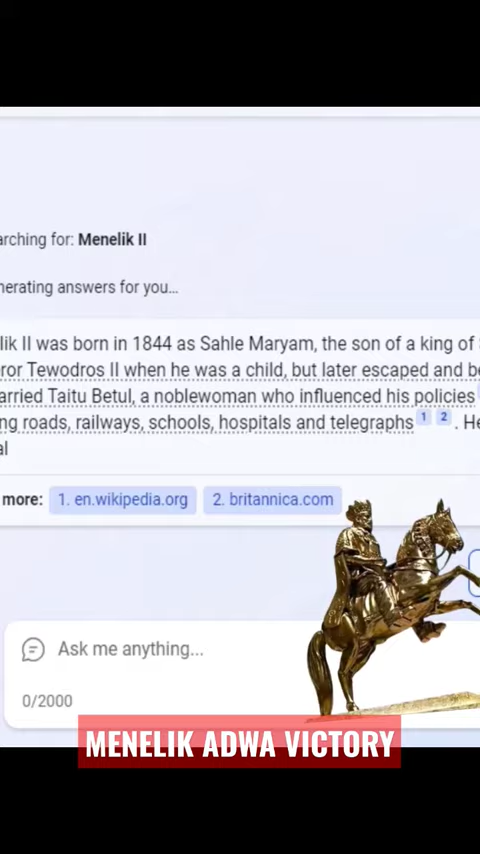 arching for: Menelik II
nerating answers for you...
lik II was born in 1844 as Sahle Maryam, the son of a king of
ror Tewodros II when he was a child, but later escaped and be
arried Taitu Betul, a noblewoman who influenced his policies
ng roads, railways, schools, hospitals and telegraphs 1 2 . He
al
more: 1. en.wikipedia.org 2. britannica.com
Ask me anything...
0/2000
MENELIK ADWA VICTORY